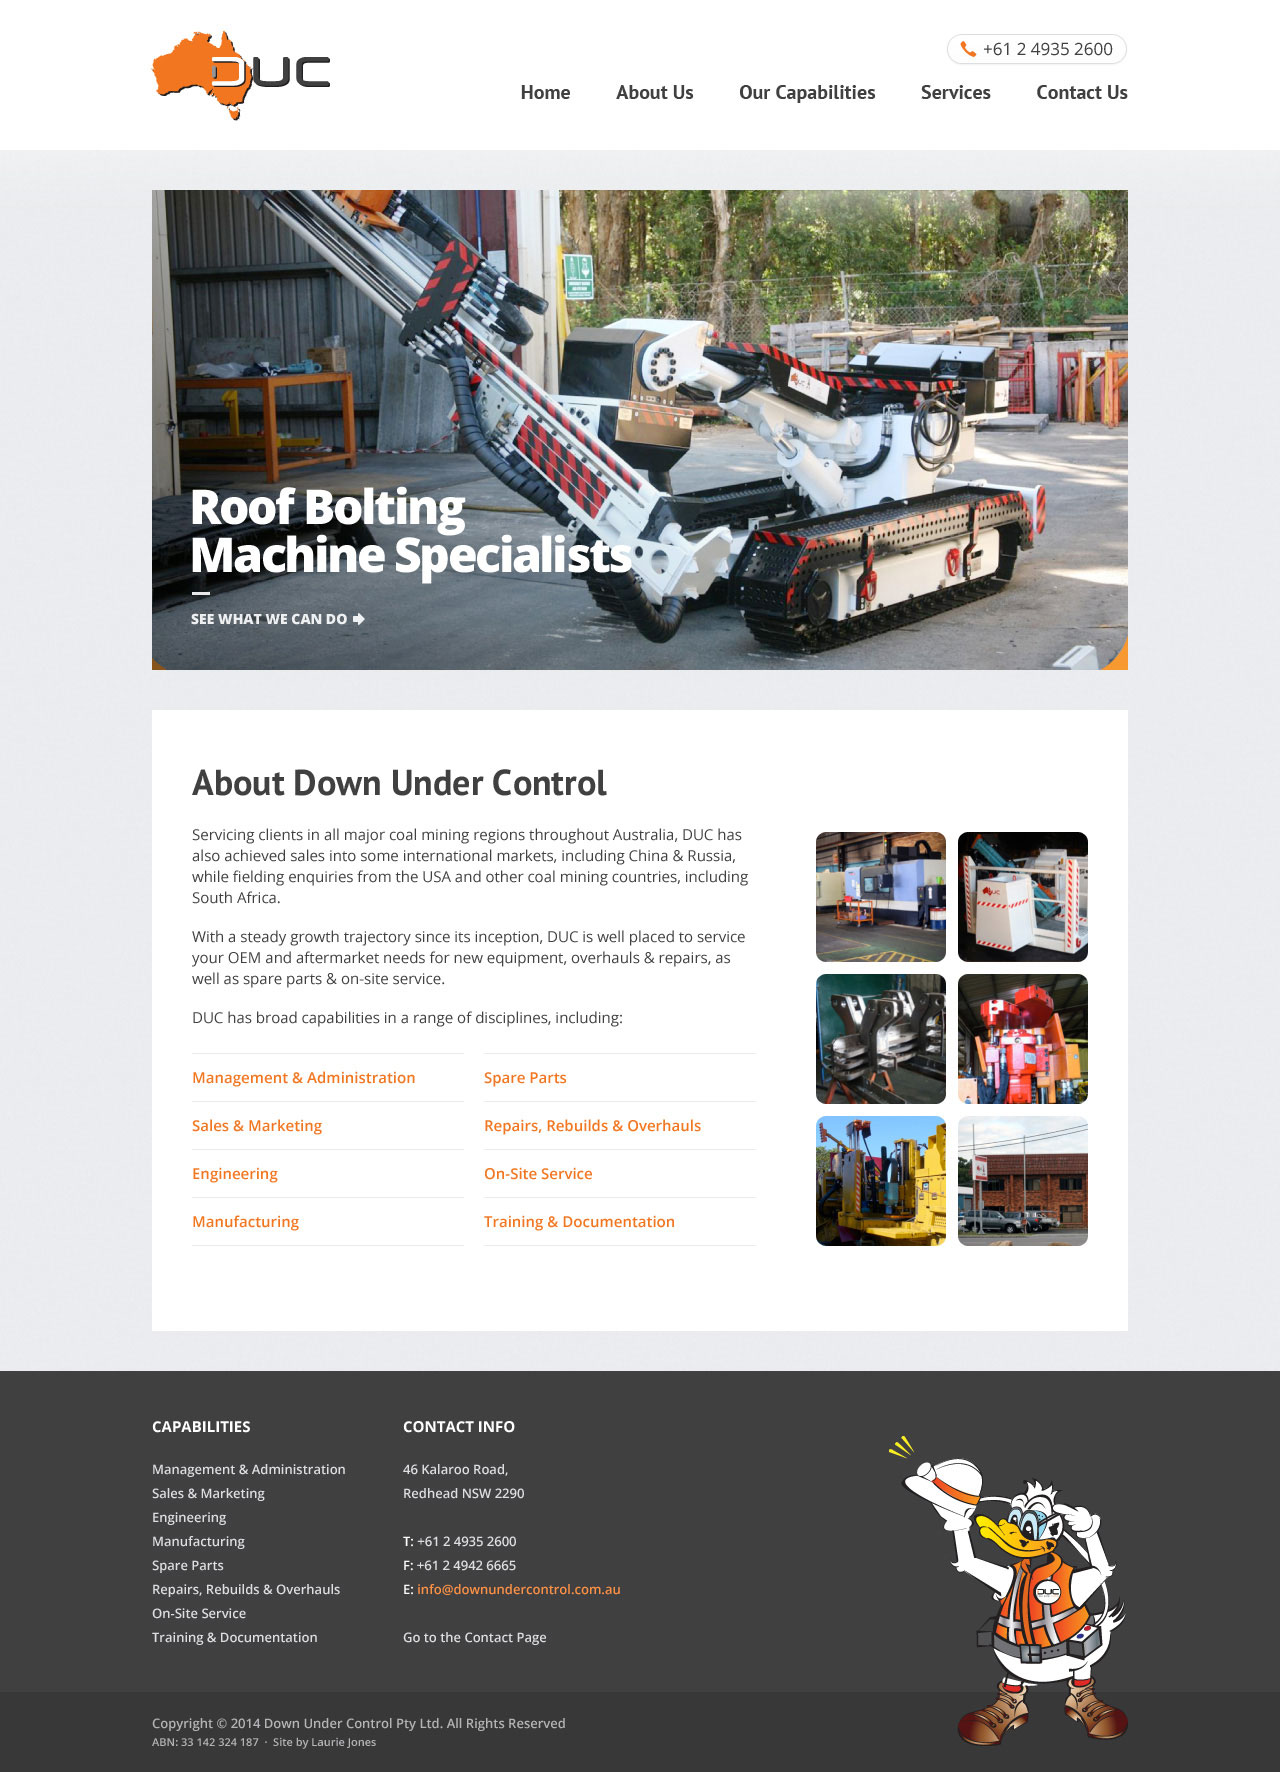 DUC
+61 2 4935 2600
Home About Us Our Capabilities Services Contact Us
DUC
Roof Bolting
Machine Specialists
SEE WHAT WE CAN DO
About Down Under Control
Servicing clients in all major coal mining regions throughout Australia, DUC has
also achieved sales into some international markets, including China & Russia,
while fielding enquiries from the USA and other coal mining countries, including
South Africa.
With a steady growth trajectory since its inception, DUC is well placed to service
your OEM and aftermarket needs for new equipment, overhauls & repairs, as
well as spare parts & on-site service.
DUC has broad capabilities in a range of disciplines, including:
Management & Administration
Sales & Marketing
Engineering
Manufacturing
Spare Parts
Repairs, Rebuilds & Overhauls
On-Site Service
Training & Documentation
CAPABILITIES
Management & Administration
Sales & Marketing
Engineering
Manufacturing
Spare Parts
Repairs, Rebuilds & Overhauls
On-Site Service
Training & Documentation
CONTACT INFO
46 Kalaroo Road,
Redhead NSW 2290
T: +61 2 4935 2600
F: +61 2 4942 6665
E: info@downundercontrol.com.au
Go to the Contact Page
DUC
Copyright © 2014 Down Under Control Pty Ltd. All Rights Reserved
ABN: 33 142 324 187 · Site by Laurie Jones